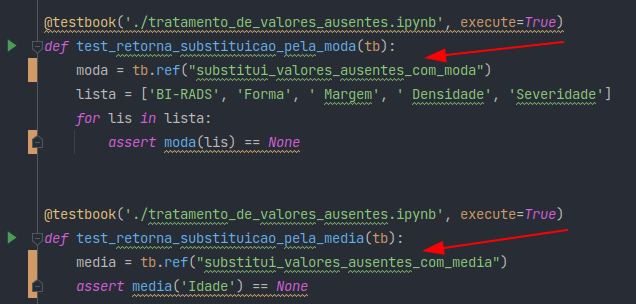 @testbook('./tratamento_de_valores_ausentes.ipynb', execute=True)
def test_retorna_substituicao_pela_moda(tb):
    moda = tb.ref("substitui_valores_ausentes_com_moda")
    lista = ['BI-RADS', 'Forma', ' Margem', ' Densidade', 'Severidade']
    for lis in lista:
        assert moda(lis) == None
@testbook('./tratamento_de_valores_ausentes.ipynb', execute=True)
def test_retorna_substituicao_pela_media(tb):
    media = tb.ref("substitui_valores_ausentes_com_media")
    assert media('Idade') == None